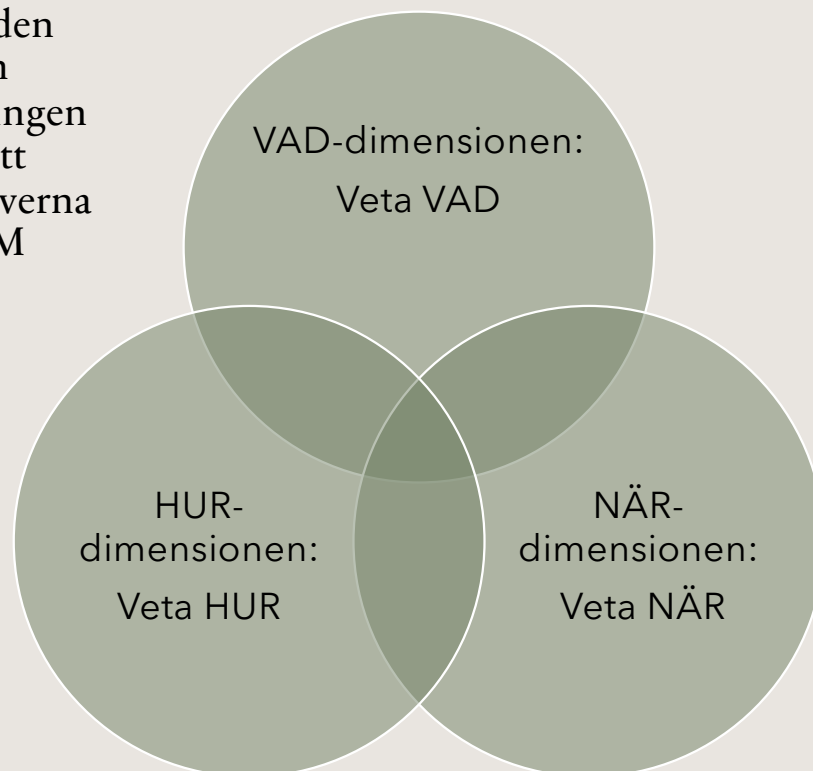 VAD-dimensionen:
Veta VAD
HUR-
dimensionen:
Veta HUR
NÄR-
dimensionen:
Veta NÄR